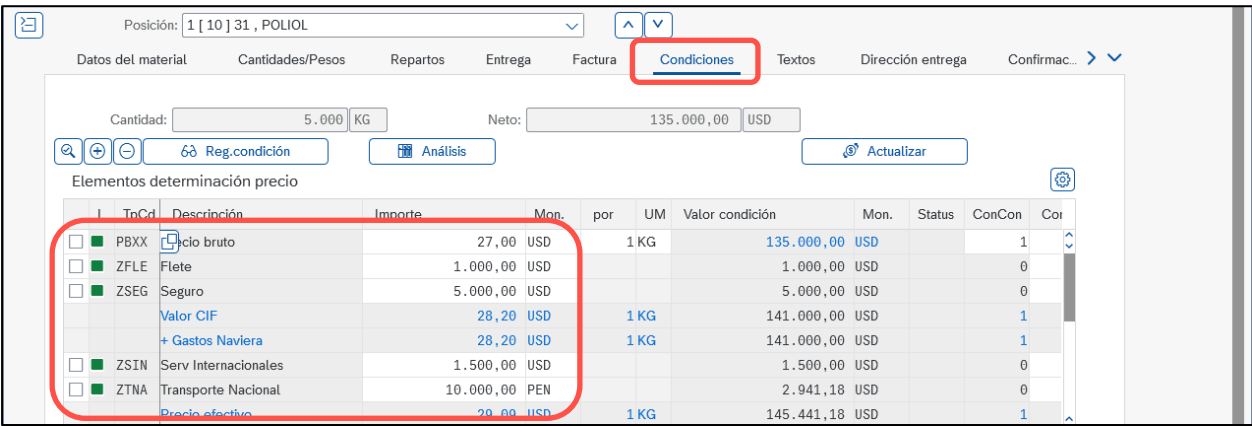 Posición: 1 [ 10 ] 31 , POLIOL
Datos del material Cantidades/Pesos Repartos Entrega Factura Condiciones Textos Dirección entrega Confirmac...
Cantidad: 5.000 KG Neto: 135.000,00 USD
Reg.condición Análisis Actualizar
Elementos determinación precio
I TpCd Descripción Importe Mon. por UM Valor condición Mon. Status ConCon Con
PBXX ecio bruto 27,00 USD 1 KG 135.000,00 USD 1
ZFLE Flete 1.000,00 USD 1.000,00 USD 0
ZSEG Seguro 5.000,00 USD 5.000,00 USD 0
Valor CIF 28,20 USD 1 KG 141.000,00 USD 1
+ Gastos Naviera 28,20 USD 1 KG 141.000,00 USD 1
ZSIN Serv Internacionales 1.500,00 USD 1.500,00 USD 0
ZTNA Transporte Nacional 10.000,00 PEN 2.941,18 USD 0
Precio efectivo 29,09 USD 1 KG 145.441,18 USD 1